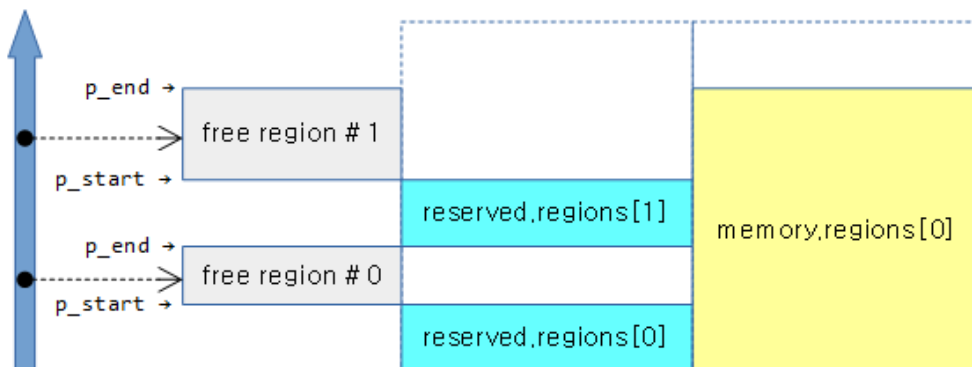 p_end →
free region # 1
p_start →
reserved,regions[1]
memory,regions[0]
p_end →
free region # 0
p_start →
reserved,regions[0]